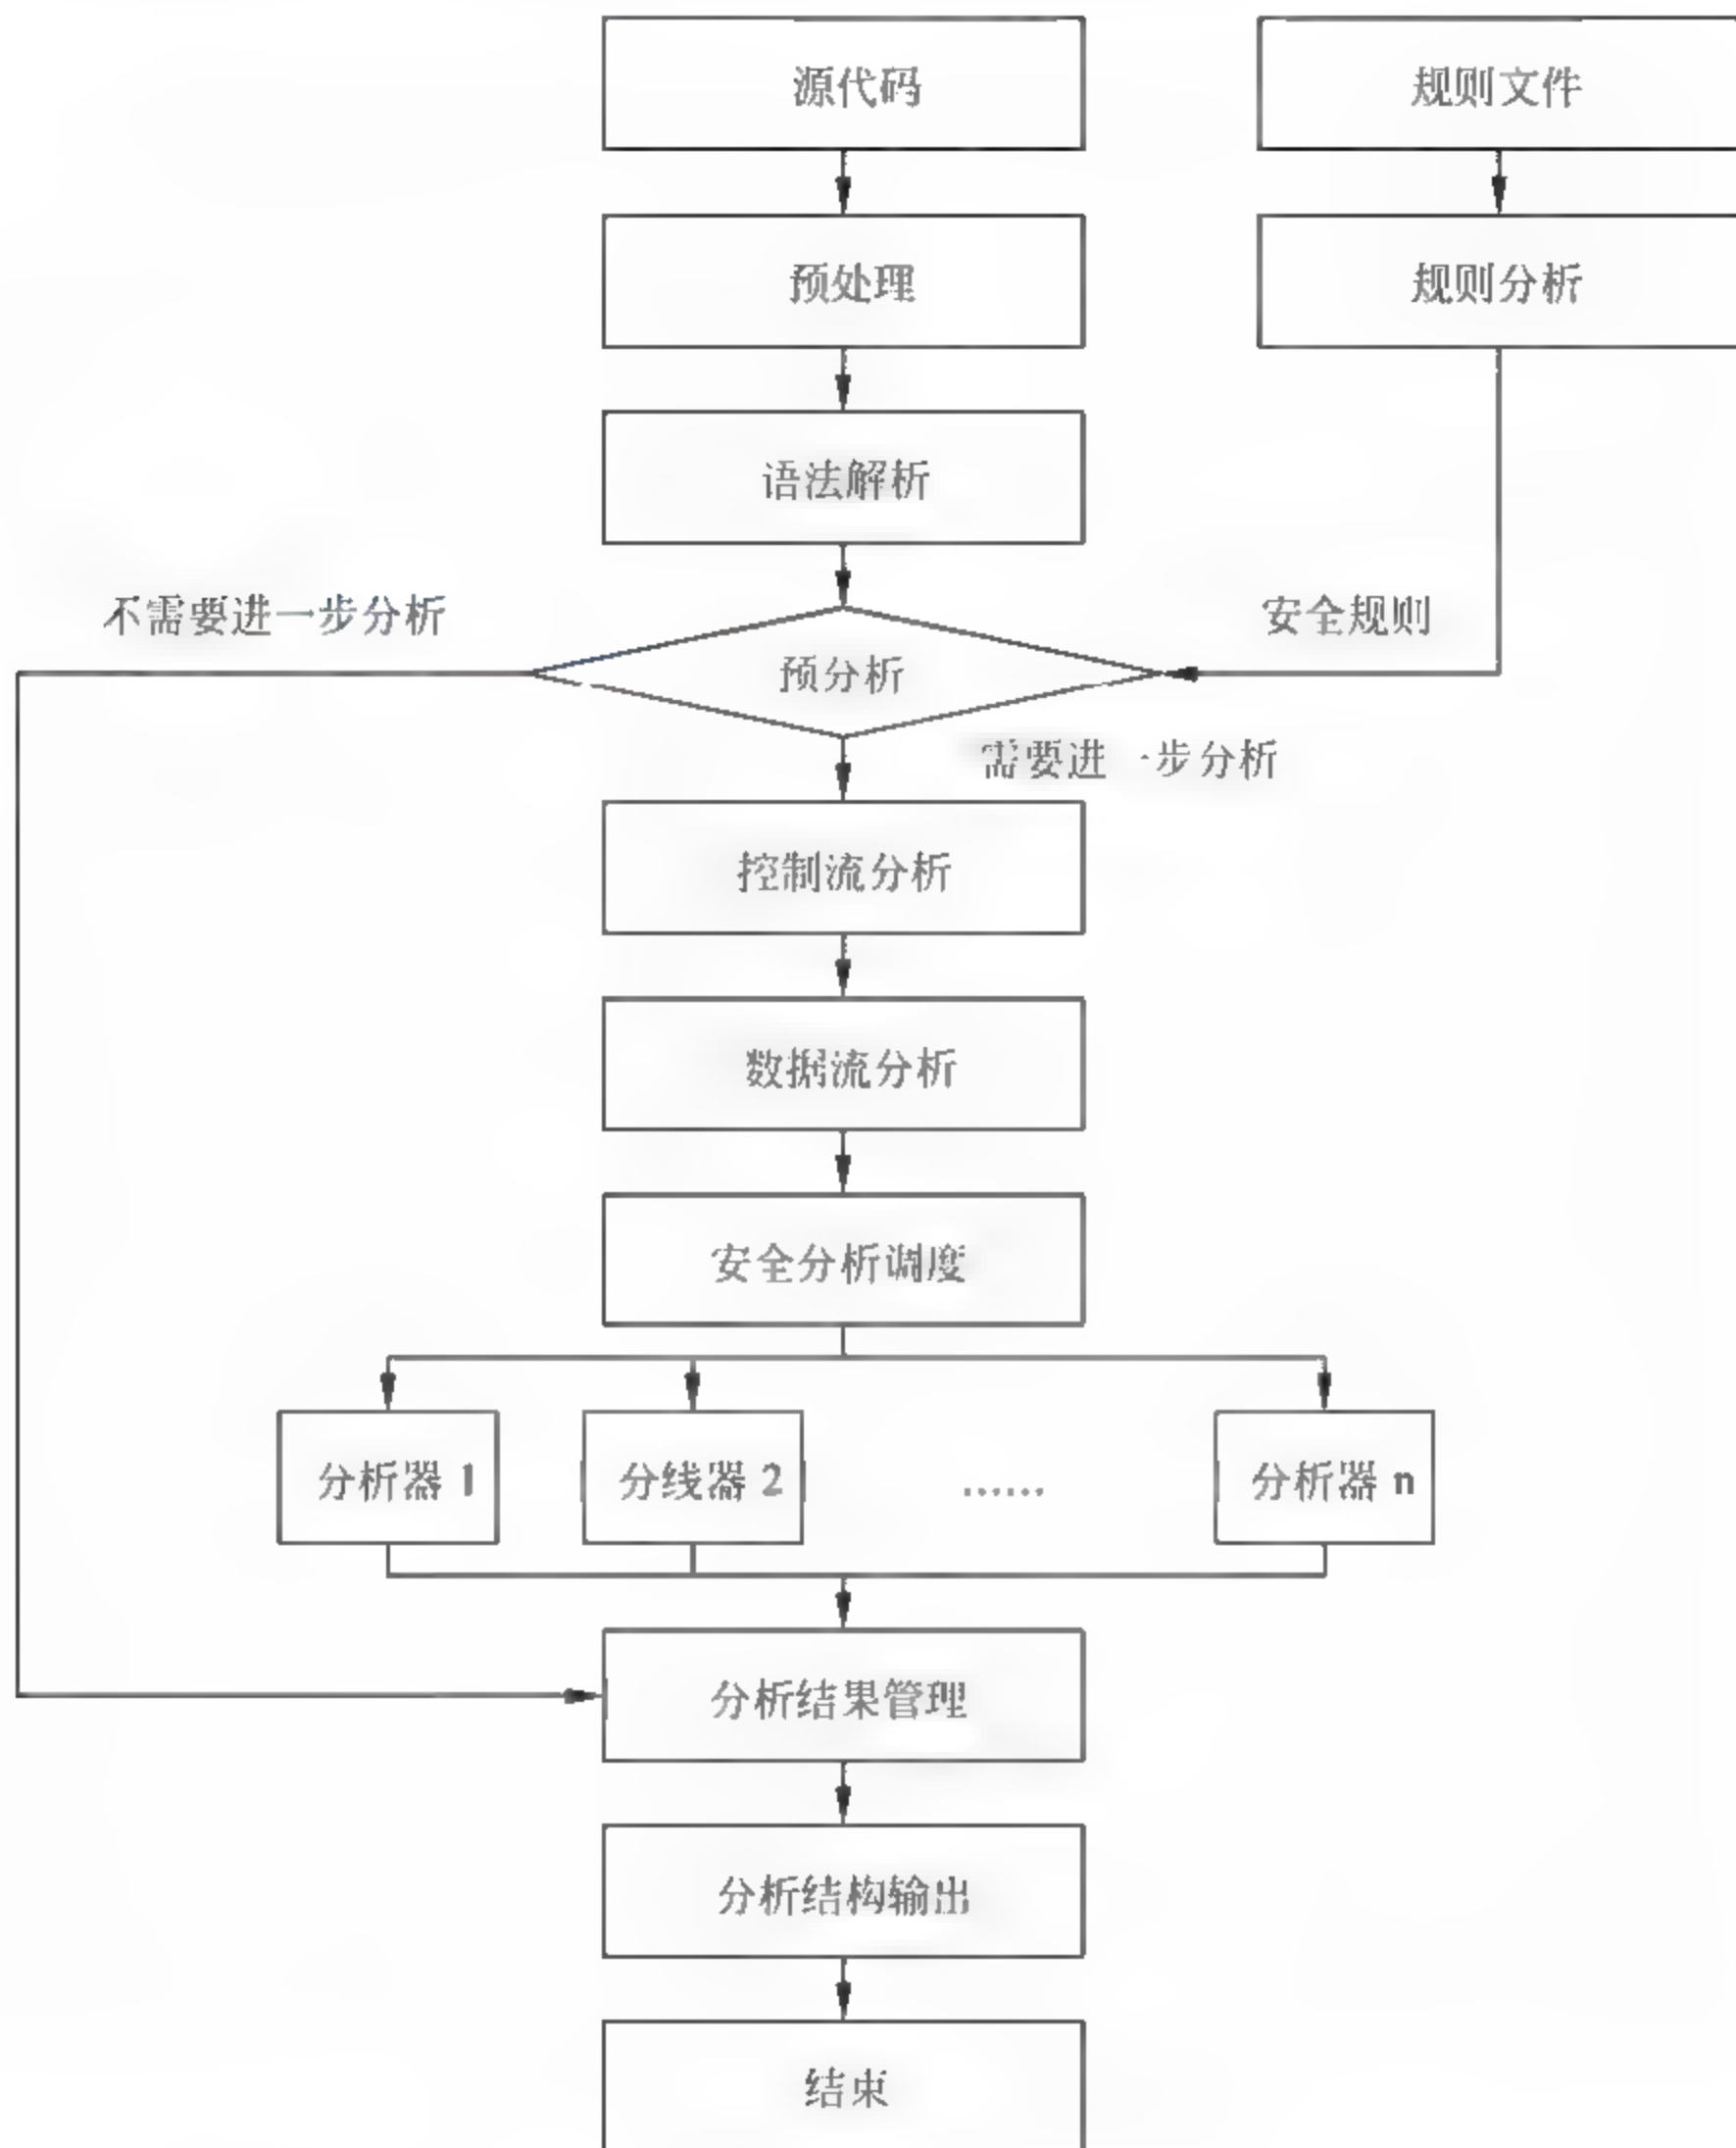 源代码
规则文件
预处理
规则分析
语法解析
不需要进一步分析
安全规则
预分析
需要进一步分析
控制流分析
数据流分析
安全分析调度
分析器 1
分线器 2
……
分析器 n
分析结果管理
分析结构输出
结束